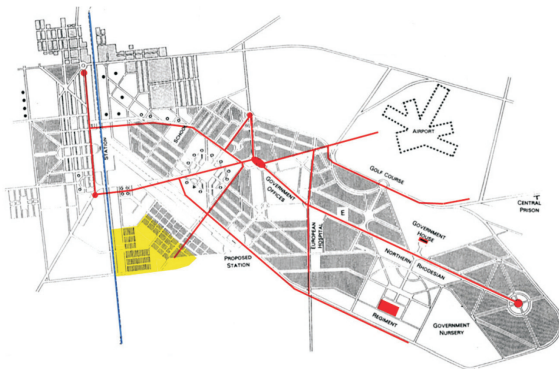 AIRPORT
SCHOOL
STATION
GOLF COURSE
GOVERNMENT
OFFICES
CENTRAL
PRISON
E
GOVERNMENT
HOUSE
EUROPEAN
HOSPITAL
PROPOSED
STATION
NORTHERN RHODESIAN
REGIMENT
GOVERNMENT
NURSERY